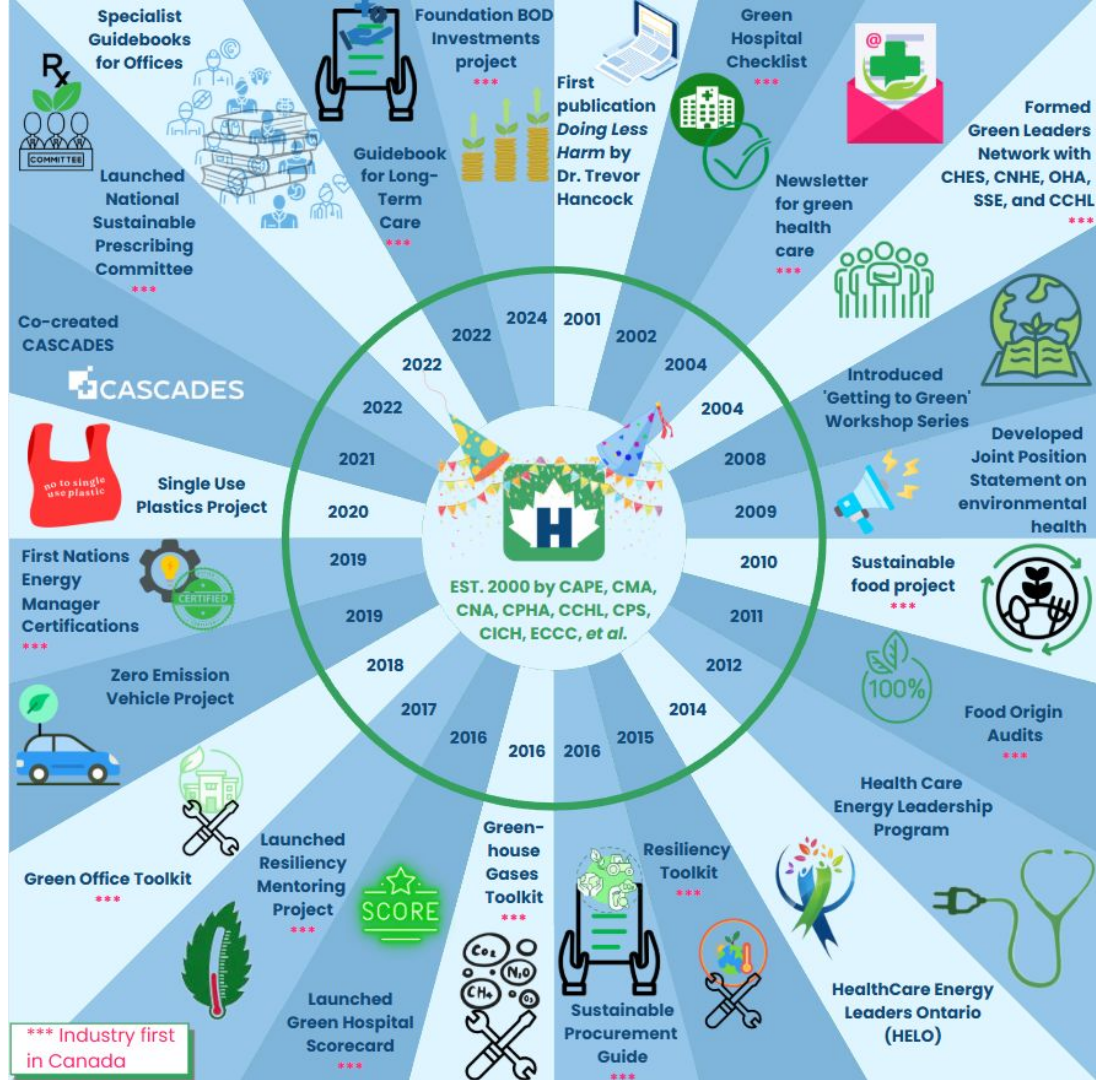 First
publication
Doing Less
Harm by
Dr. Trevor
Hancock
2001
Green
Hospital
Checklist
***
2002
@
Newsletter
for green
health
care
***
2004
Formed
Green Leaders
Network with
CHES, CNHE, OHA,
SSE, and CCHL
***
2004
Introduced
'Getting to Green'
Workshop Series
2008
Developed
Joint Position
Statement on
environmental
health
2009
Sustainable
food project
***
2010
100%
Food Origin
Audits
***
2011
Health Care
Energy Leadership
Program
2012
HealthCare Energy
Leaders Ontario
(HELO)
2014
Resiliency
Toolkit
***
2015
Sustainable
Procurement
Guide
***
2016
Green-
house
Gases
Toolkit
***
CO2
N2O
CH4
O3
2016
SCORE
Launched
Green Hospital
Scorecard
***
2016
Launched
Resiliency
Mentoring
Project
***
2017
Green Office Toolkit
***
2018
Zero Emission
Vehicle Project
2019
First Nations
Energy
Manager
Certifications
***
CERTIFIED
2019
no to single
use plastic
Single Use
Plastics Project
2020
Co-created
CASCADES
CASCADES
2021
Rx
COMMITTEE
Launched
National
Sustainable
Prescribing
Committee
***
2022
Specialist
Guidebooks
for Offices
2022
Guidebook
for Long-
Term
Care
***
2022
Foundation BOD
Investments
project
***
2024
H
EST. 2000 by CAPE, CMA,
CNA, CPHA, CCHL, CPS,
CICH, ECCC, et al.
*** Industry first
in Canada